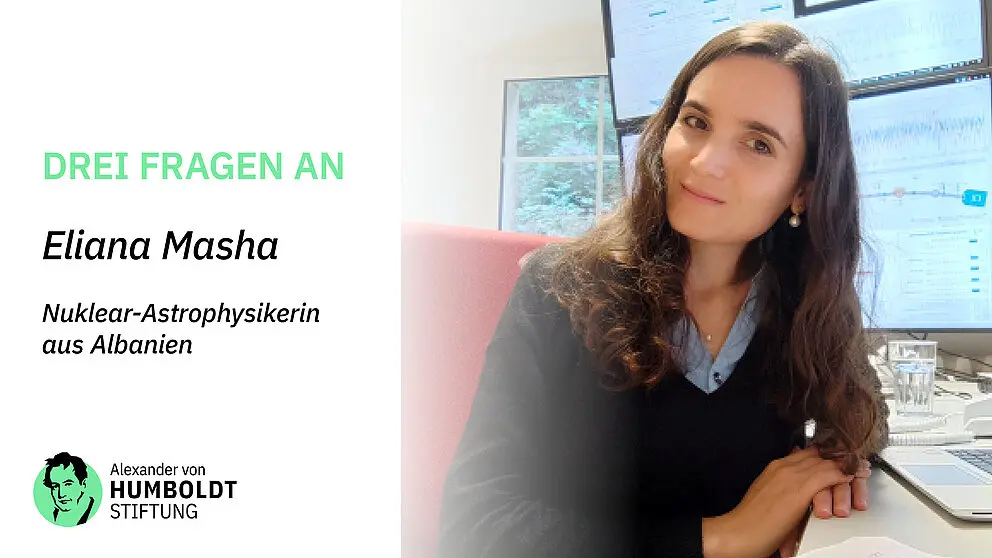 DREI FRAGEN AN
Eliana Masha
Nuklear-Astrophysikerin
aus Albanien
Alexander von
HUMBOLDT
STIFTUNG